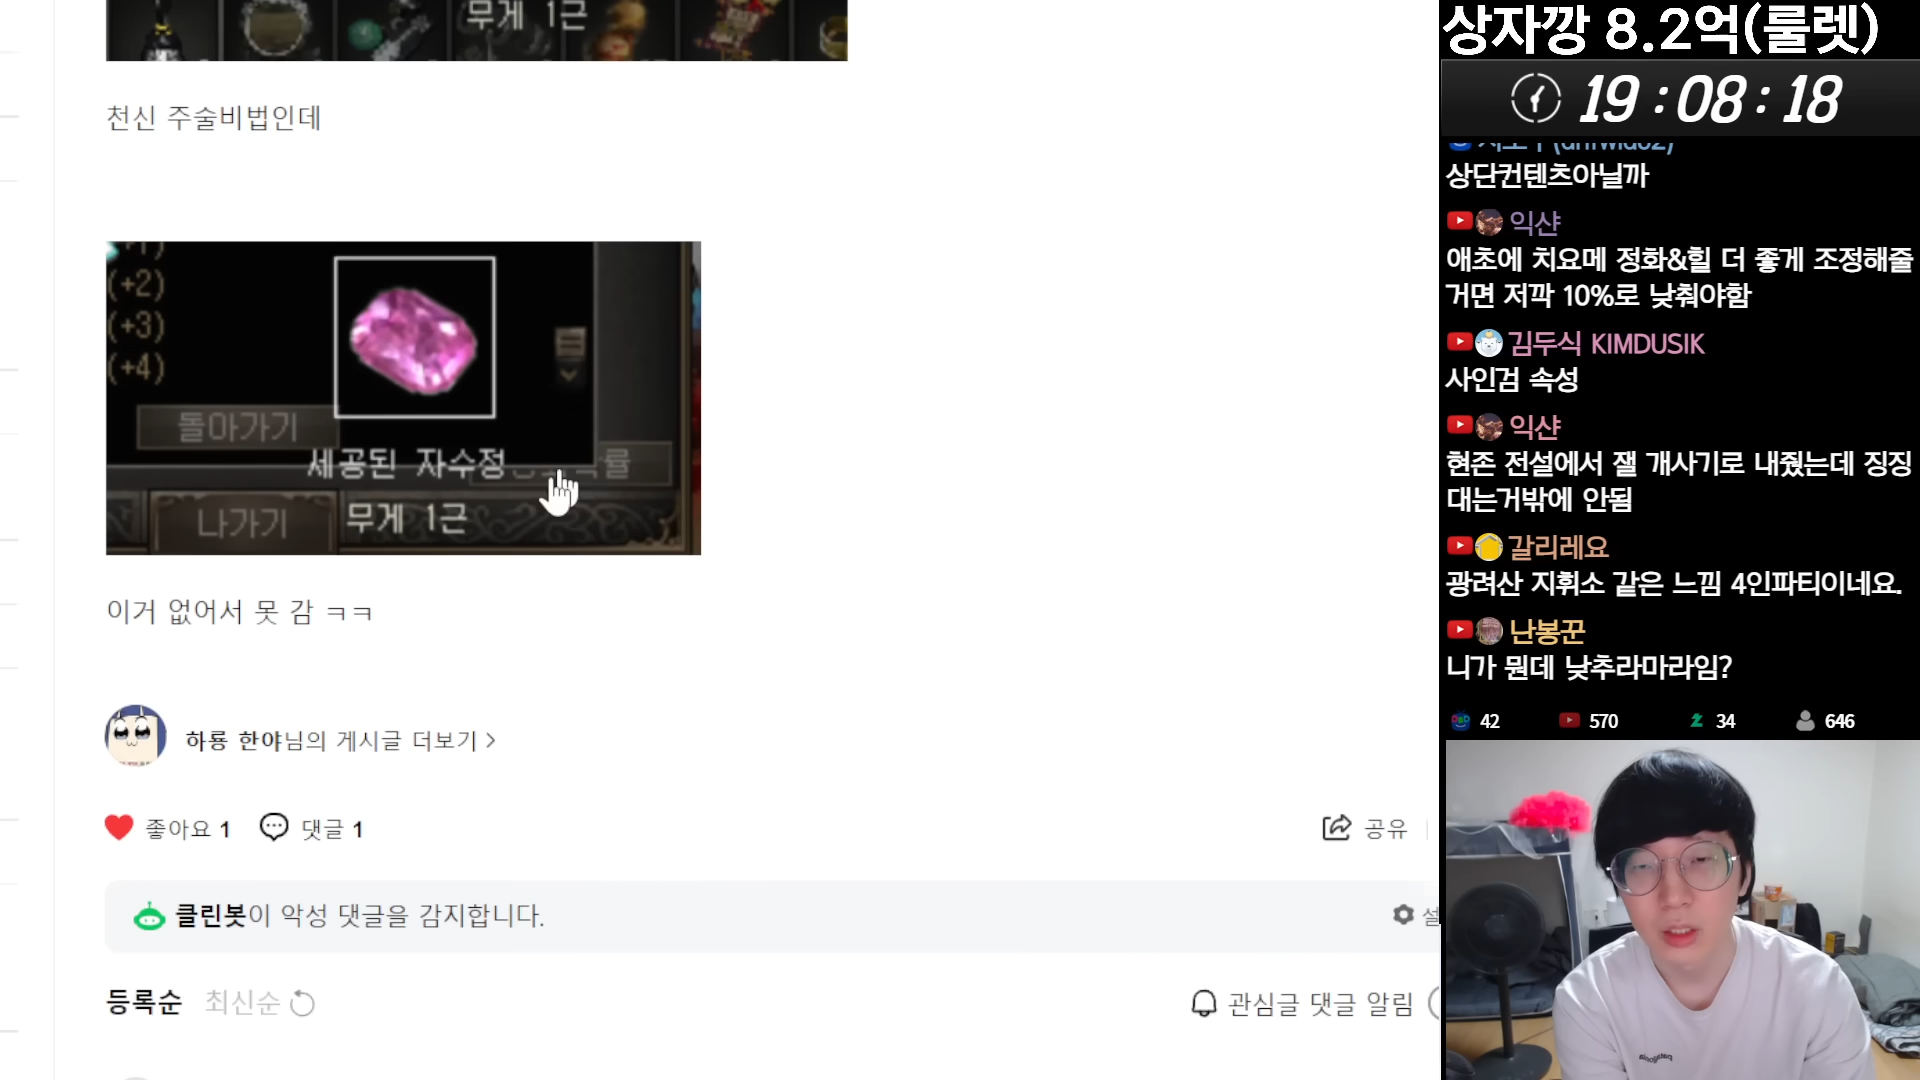 무게 1근
천신 주술비법인데
(+2)
(+3)
(+4)
돌아가기
세공된 자수정
나가기
무게 1근
이거 없어서 못 감 ㅋㅋ
하룡 한야님의 게시글 더보기
좋아요 1
댓글 1
공유
클린봇이 악성 댓글을 감지합니다.
등록순
최신순
관심글 댓글 알림
상자깡 8.2억(룰렛)
19:08:18
상단컨텐츠아닐까
익샨
애초에 치요메 정화&힐 더 좋게 조정해줄
거면 저깍 10%로 낮춰야함
김두식 KIMDUSIK
사인검 속성
익샨
현존 전설에서 잴 개사기로 내줬는데 징징
대는거밖에 안됨
갈리레요
광려산 지휘소 같은 느낌 4인파티이네요.
난봉꾼
니가 뭔데 낮추라마라임?
42
570
34
646